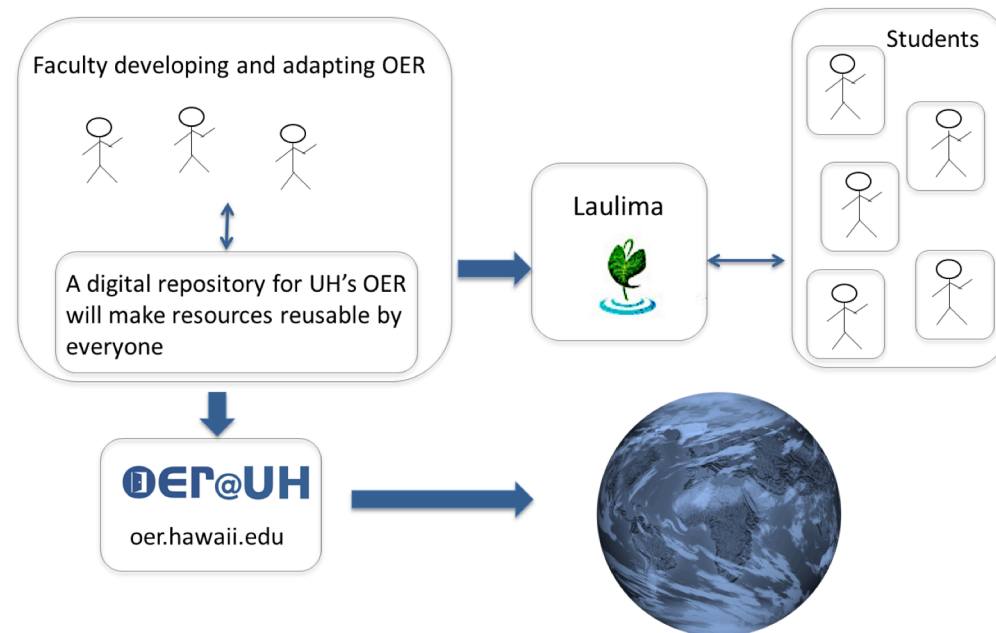 Faculty developing and adapting OER
A digital repository for UH's OER
will make resources reusable by
everyone
Laulima
Students
OER@UH
oer.hawaii.edu